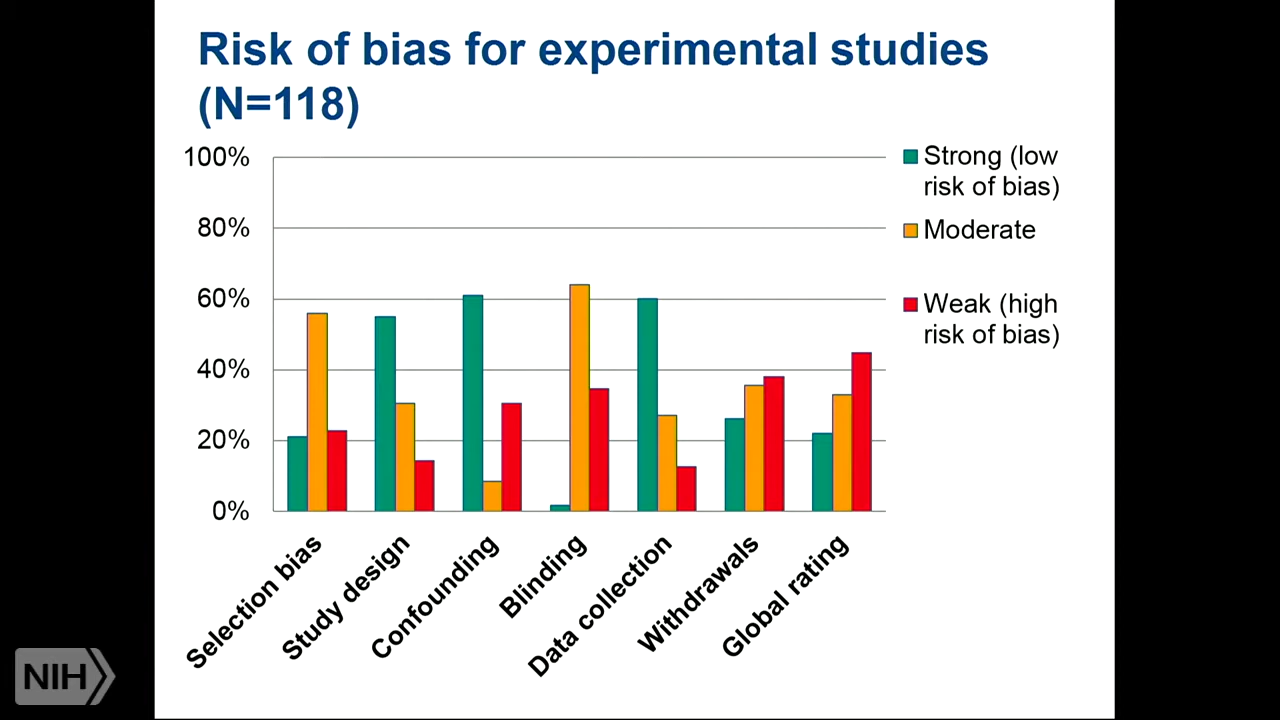 Risk of bias for experimental studies
(N=118)
100%
80%
60%
40%
20%
0%
Strong (low
risk of bias)
Moderate
Weak (high
risk of bias)
Selection bias
Study design
Confounding
Blinding
Data collection
Withdrawals
Global rating
NIH